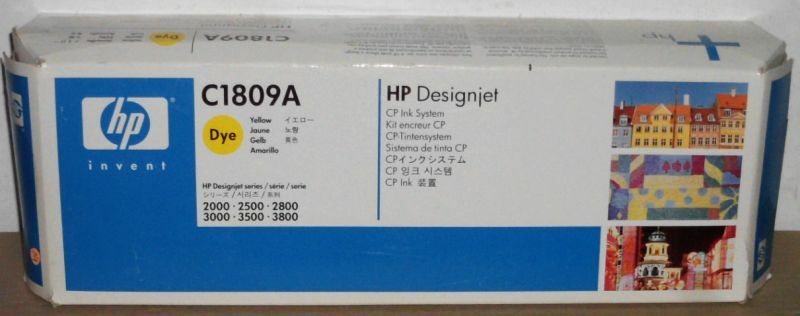 Dye
C1809A
hp
hp
invent
C1809A
Dye
Yellow イエロー
Jaune 노랑
Gelb 黄色
Amarillo
HP Designjet series / série / serie
シリーズ / 시리즈 / 系列
2000 · 2500 · 2800
3000 · 3500 · 3800
HP Designjet
CP Ink System
Kit encreur CP
CP-Tintensystem
Sistema de tinta CP
CPインクシステム
CP 잉크 시스템
CP Ink 装置